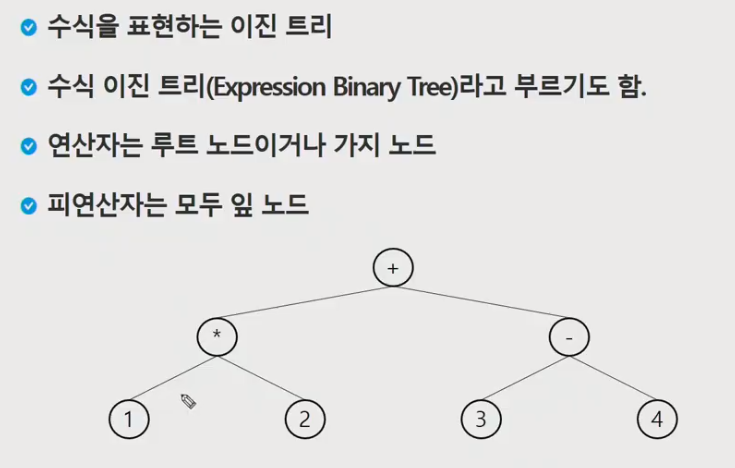 수식을 표현하는 이진 트리
수식 이진 트리(Expression Binary Tree)라고 부르기도 함.
연산자는 루트 노드이거나 가지 노드
피연산자는 모두 잎 노드
+
* -
1 2 3 4